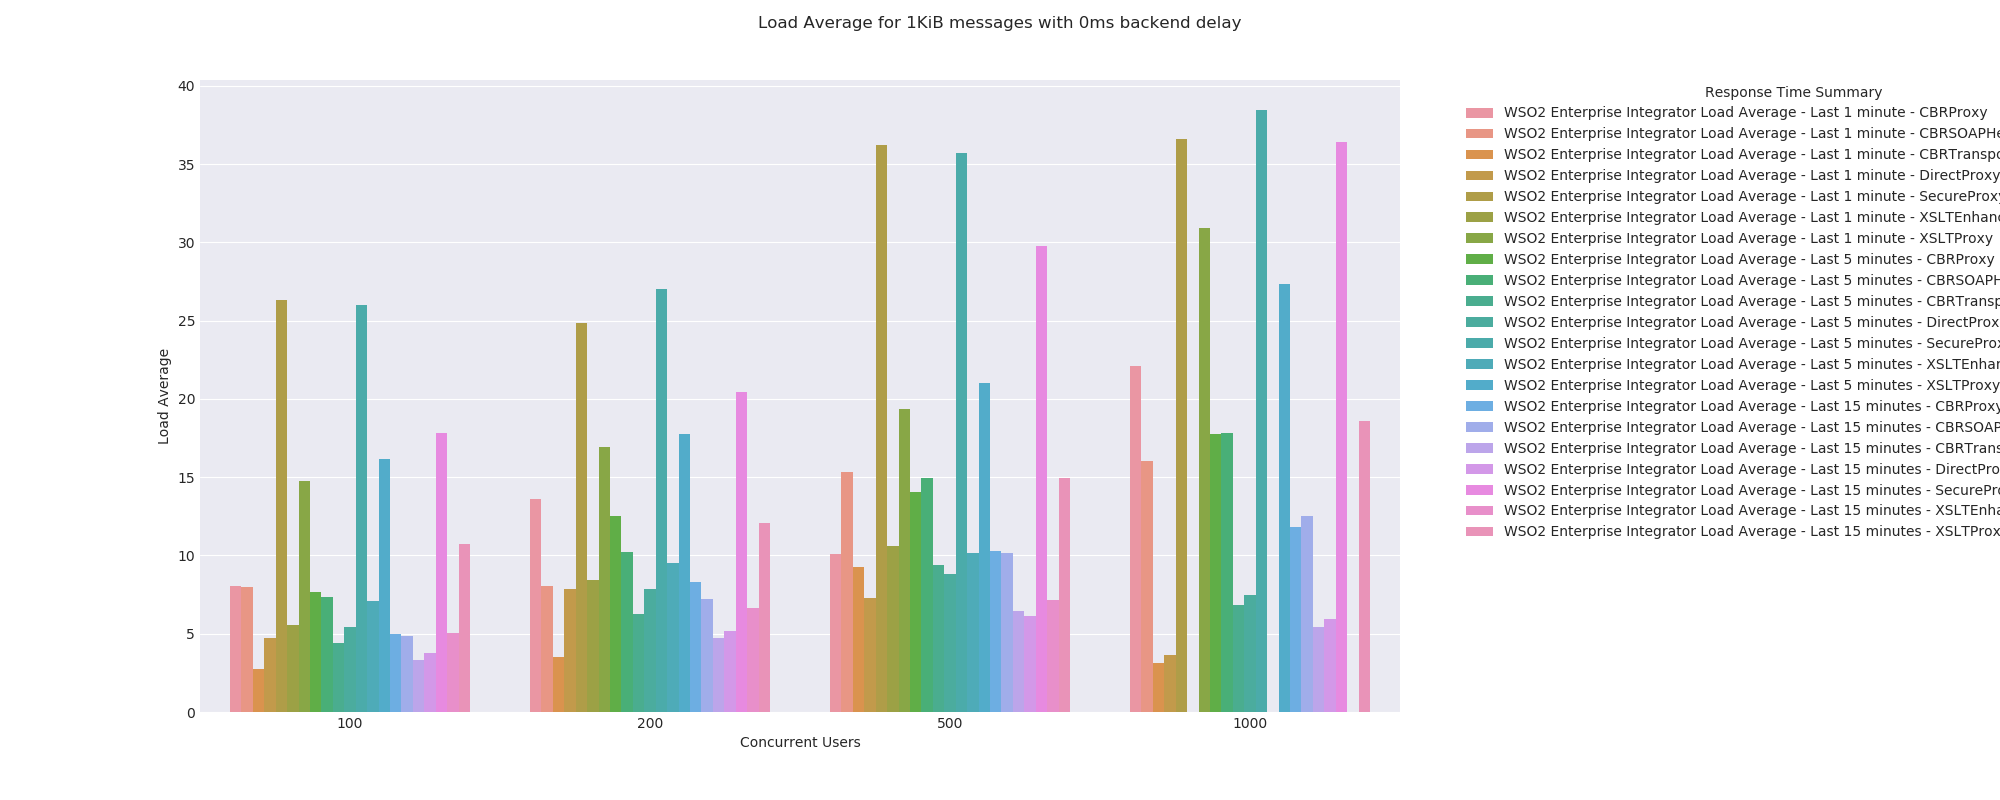 Load Average for 1KiB messages with 0ms backend delay
40
35
30
25
20
15
10
5
0
Load Average
100
200
500
1000
Concurrent Users
Response Time Summary
WSO2 Enterprise Integrator Load Average - Last 1 minute - CBRProxy
WSO2 Enterprise Integrator Load Average - Last 1 minute - CBRSOAPHe
WSO2 Enterprise Integrator Load Average - Last 1 minute - CBRTranspo
WSO2 Enterprise Integrator Load Average - Last 1 minute - DirectProxy
WSO2 Enterprise Integrator Load Average - Last 1 minute - SecureProxy
WSO2 Enterprise Integrator Load Average - Last 1 minute - XSLTEnhanc
WSO2 Enterprise Integrator Load Average - Last 1 minute - XSLTProxy
WSO2 Enterprise Integrator Load Average - Last 5 minutes - CBRProxy
WSO2 Enterprise Integrator Load Average - Last 5 minutes - CBRSOAPH
WSO2 Enterprise Integrator Load Average - Last 5 minutes - CBRTransp
WSO2 Enterprise Integrator Load Average - Last 5 minutes - DirectProx
WSO2 Enterprise Integrator Load Average - Last 5 minutes - SecureProx
WSO2 Enterprise Integrator Load Average - Last 5 minutes - XSLTEnhan
WSO2 Enterprise Integrator Load Average - Last 5 minutes - XSLTProxy
WSO2 Enterprise Integrator Load Average - Last 15 minutes - CBRProxy
WSO2 Enterprise Integrator Load Average - Last 15 minutes - CBRSOAP
WSO2 Enterprise Integrator Load Average - Last 15 minutes - CBRTrans
WSO2 Enterprise Integrator Load Average - Last 15 minutes - DirectPro
WSO2 Enterprise Integrator Load Average - Last 15 minutes - SecurePro
WSO2 Enterprise Integrator Load Average - Last 15 minutes - XSLTEnha
WSO2 Enterprise Integrator Load Average - Last 15 minutes - XSLTProx